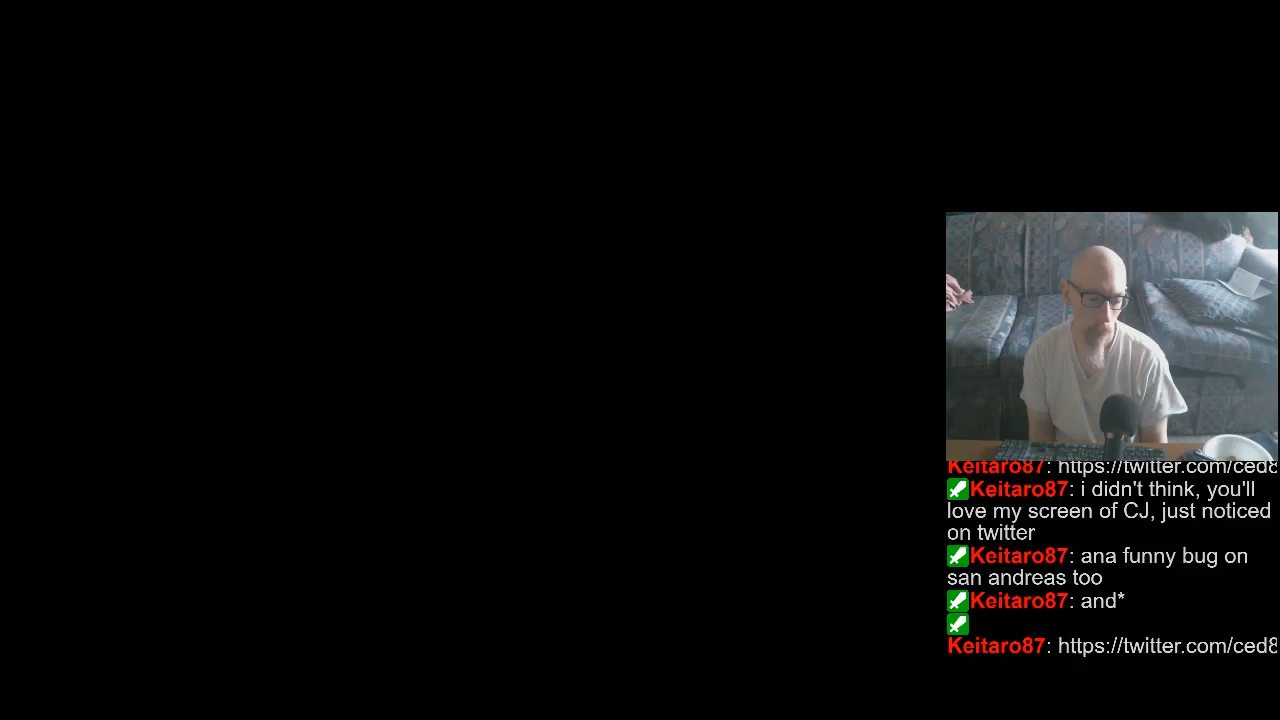 Keitaro87: https://twitter.com/ced8
Keitaro87: i didn't think, you'll
love my screen of CJ, just noticed
on twitter
Keitaro87: ana funny bug on
san andreas too
Keitaro87: and*
Keitaro87: https://twitter.com/ced8